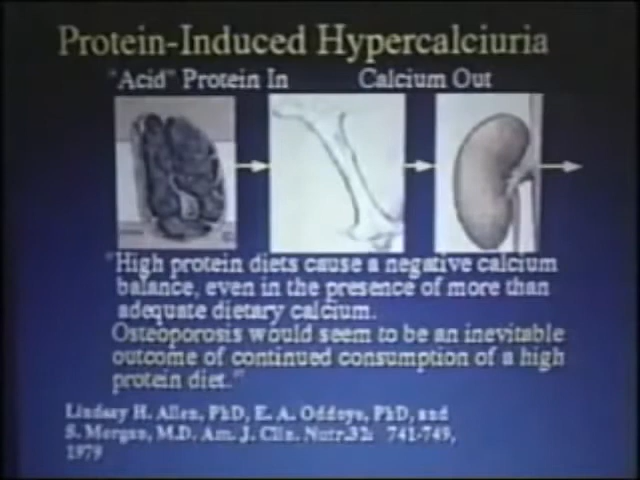 Protein-Induced Hypercalciuria
"Acid" Protein In Calcium Out
"High protein diets cause a negative calcium
balance, even in the presence of more than
adequate dietary calcium.
Osteoporosis would seem to be an inevitable
outcome of continued consumption of a high
protein diet."
Lindsay H. Allen, PhD, E. A. Oddoye, PhD, and
S. Morgan, M.D. Am. J. Clin. Nutr.32: 741-749,
1979